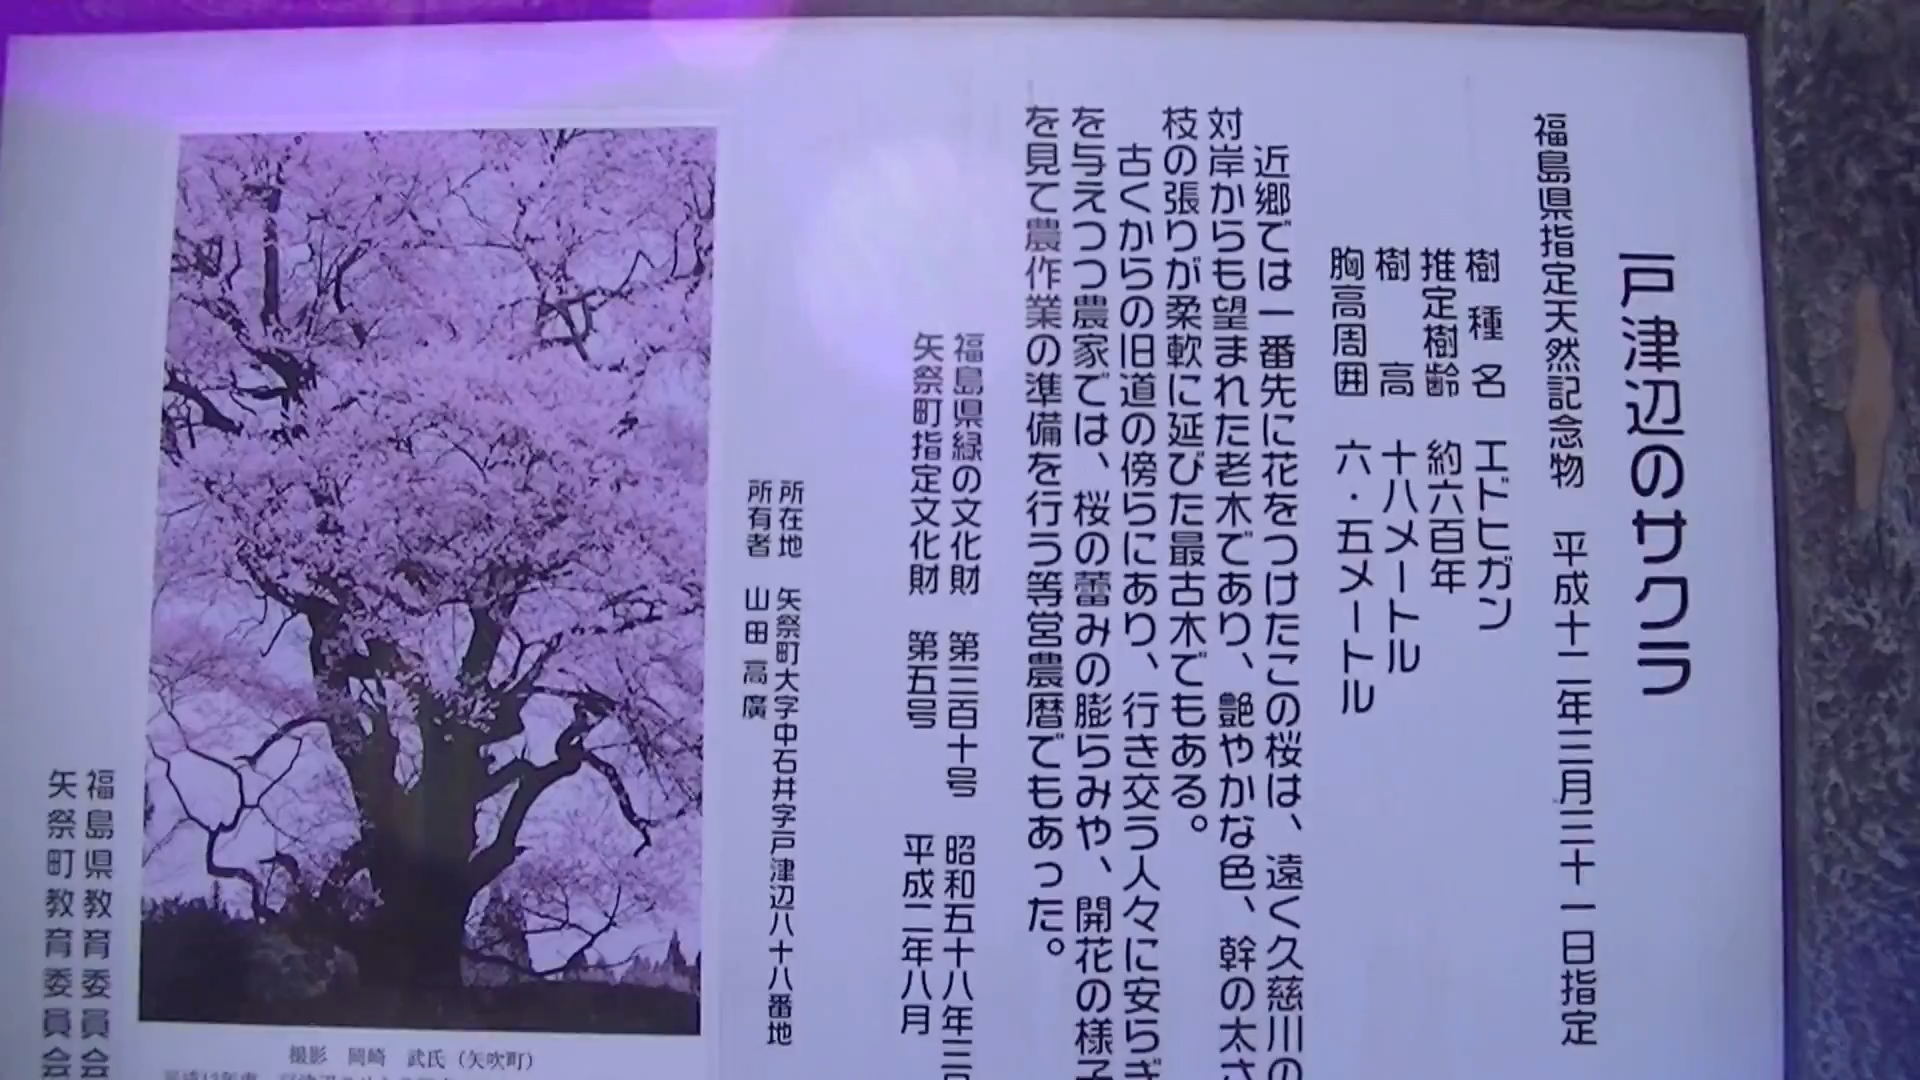 戸津辺のサクラ
福島県指定天然記念物　平成十二年三月三十一日指定
樹種名　エドヒガン
推定樹齢　約六百年
樹　高　十八メートル
胸高周囲　六・五メートル
近郷では一番先に花をつけたこの桜は、遠く久慈川の
対岸からも望まれた老木であり、艶やかな色、幹の太さ
枝の張りが柔軟に延びた最古木でもある。
古くからの旧道の傍らにあり、行き交う人々に安らぎ
を与えつつ農家では、桜の蕾みの膨らみや、開花の様子
を見て農作業の準備を行う等営農暦でもあった。
福島県緑の文化財　第三百十号　昭和五十八年三月
矢祭町指定文化財　第五号　平成二年八月
所在地　矢祭町大字中石井字戸津辺八十八番地
所有者　山田高廣
撮影　岡崎　武氏（矢吹町）
福島県教育委員会
矢祭町教育委員会